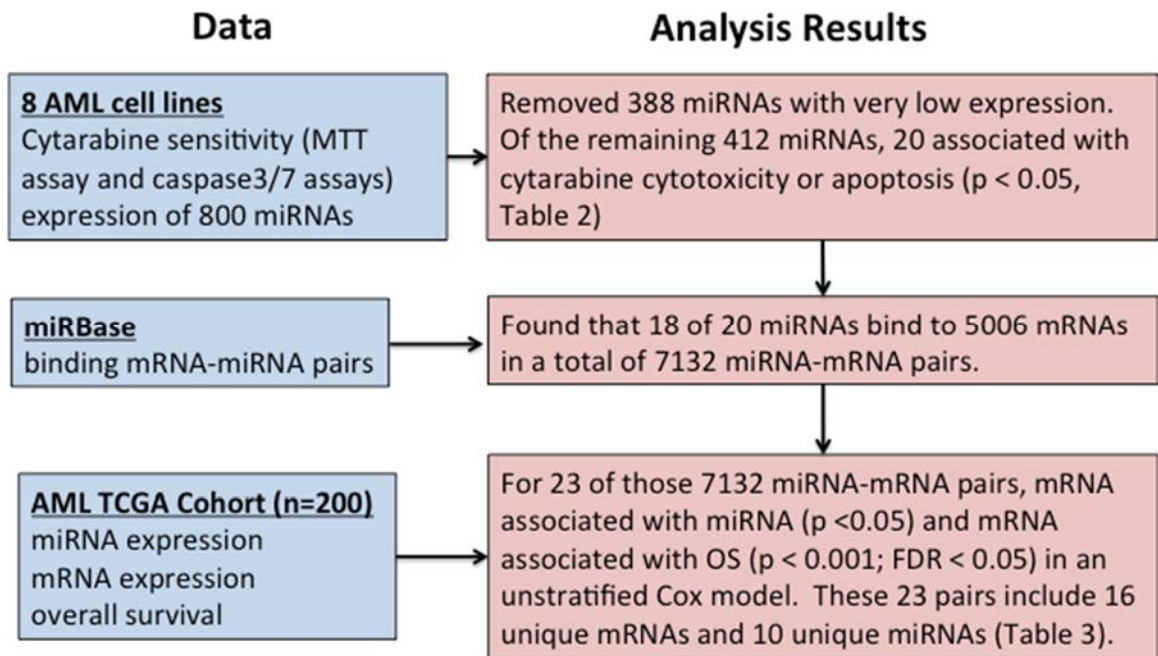 Data
Analysis Results
8 AML cell lines
Cytarabine sensitivity (MTT
assay and caspase3/7 assays)
expression of 800 miRNAs
Removed 388 miRNAs with very low expression.
Of the remaining 412 miRNAs, 20 associated with
cytarabine cytotoxicity or apoptosis (p < 0.05,
Table 2)
miRBase
binding mRNA-miRNA pairs
Found that 18 of 20 miRNAs bind to 5006 mRNAs
in a total of 7132 miRNA-mRNA pairs.
AML TCGA Cohort (n=200)
miRNA expression
mRNA expression
overall survival
For 23 of those 7132 miRNA-mRNA pairs, mRNA
associated with miRNA (p <0.05) and mRNA
associated with OS (p < 0.001; FDR < 0.05) in an
unstratified Cox model.  These 23 pairs include 16
unique mRNAs and 10 unique miRNAs (Table 3).